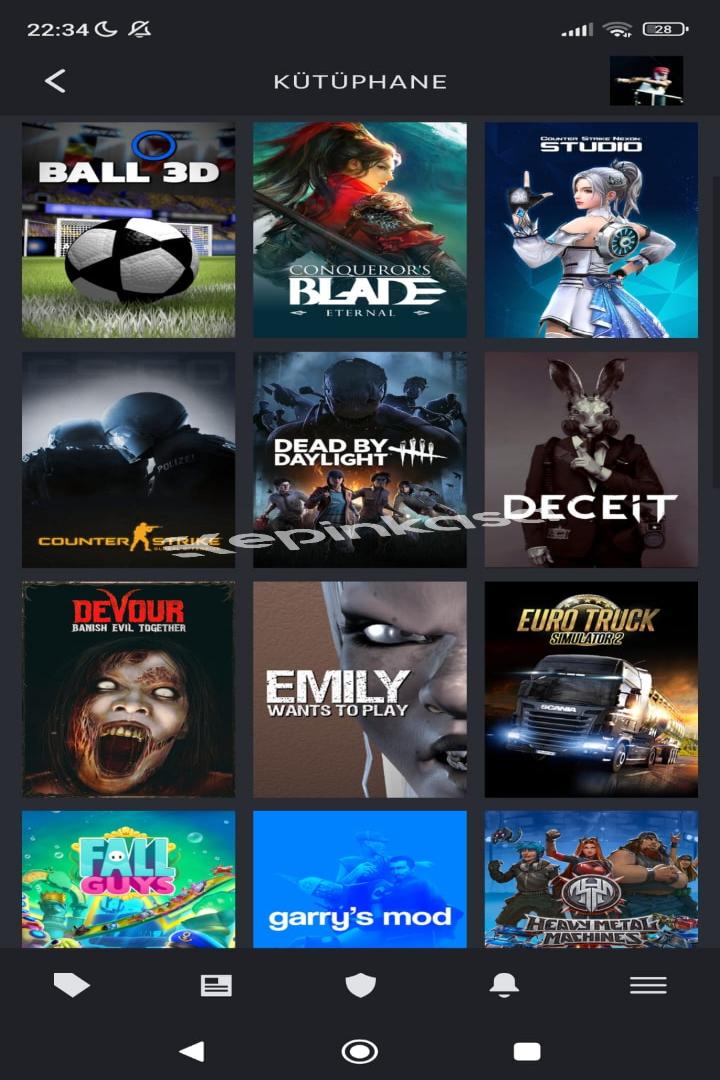 22:34
28
KÜTÜPHANE
BALL 3D
CONQUEROR'S
BLADE
ETERNAL
COUNTER STRIKE NEXON:
STUDIO
POLIZEI
COUNTER STRIKE
DEAD BY
DAYLIGHT
DECEIT
epinkaset
DEVOUR
BANISH EVIL TOGETHER
EMILY
WANTS TO PLAY
EURO TRUCK
SIMULATOR 2
SCANIA
FALL
GUYS
garry's mod
HEAVY METAL
MACHINES